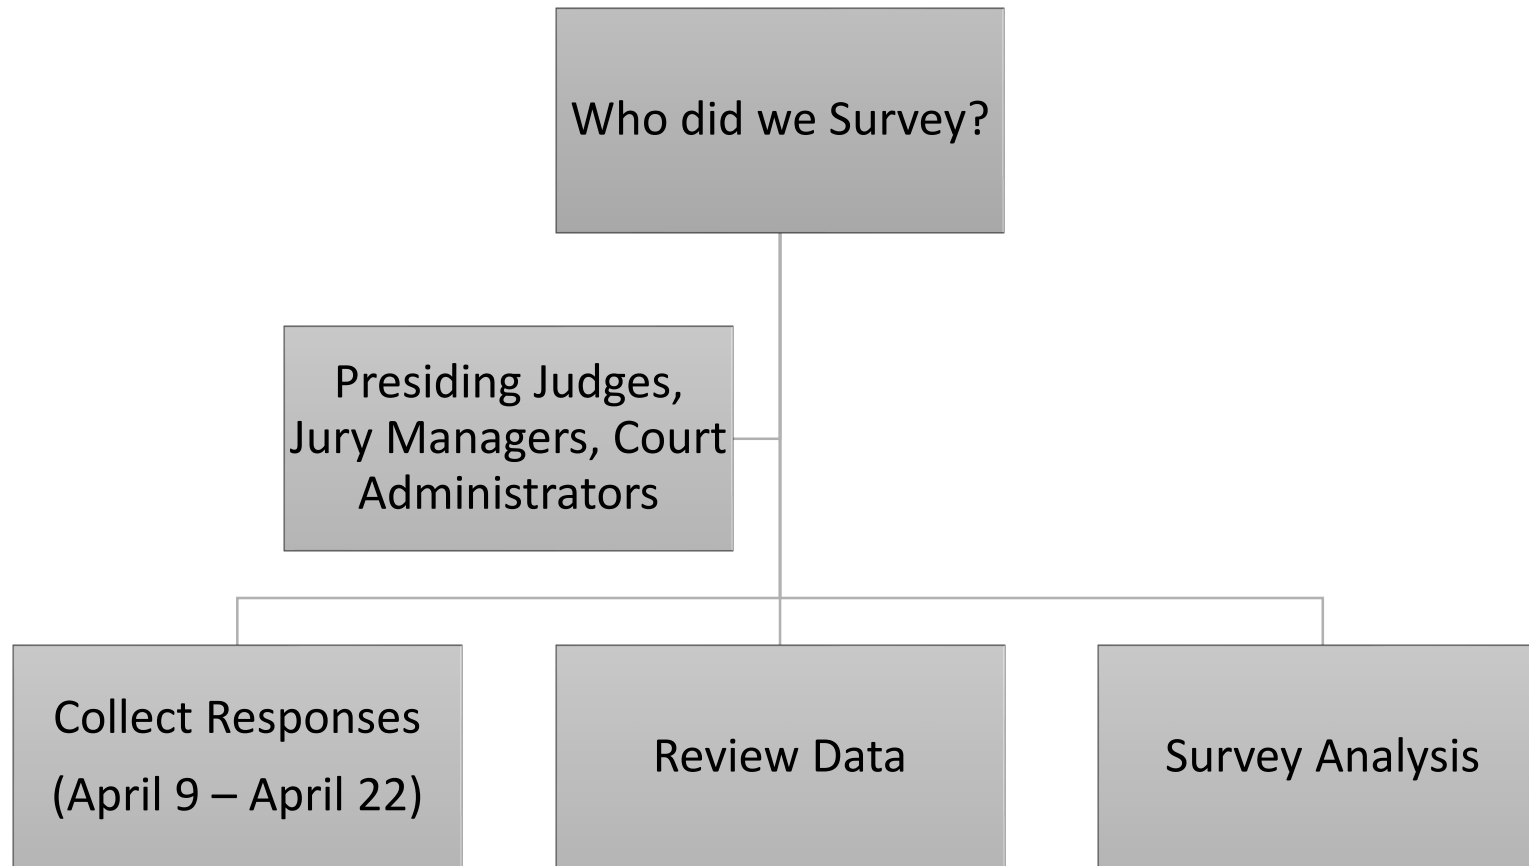 Who did we Survey?
Presiding Judges,
Jury Managers, Court
Administrators
Collect Responses
(April 9 – April 22)
Review Data
Survey Analysis